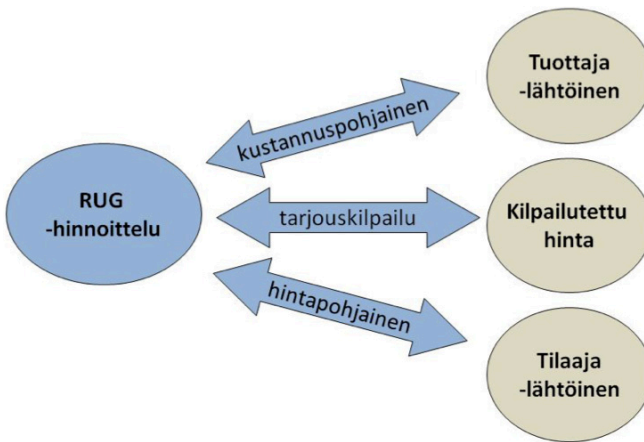 RUG
-hinnoittelu
kustannuspohjainen
tarjouskilpailu
hintapohjainen
Tuottaja
-lähtöinen
Kilpailutettu
hinta
Tilaaja
-lähtöinen